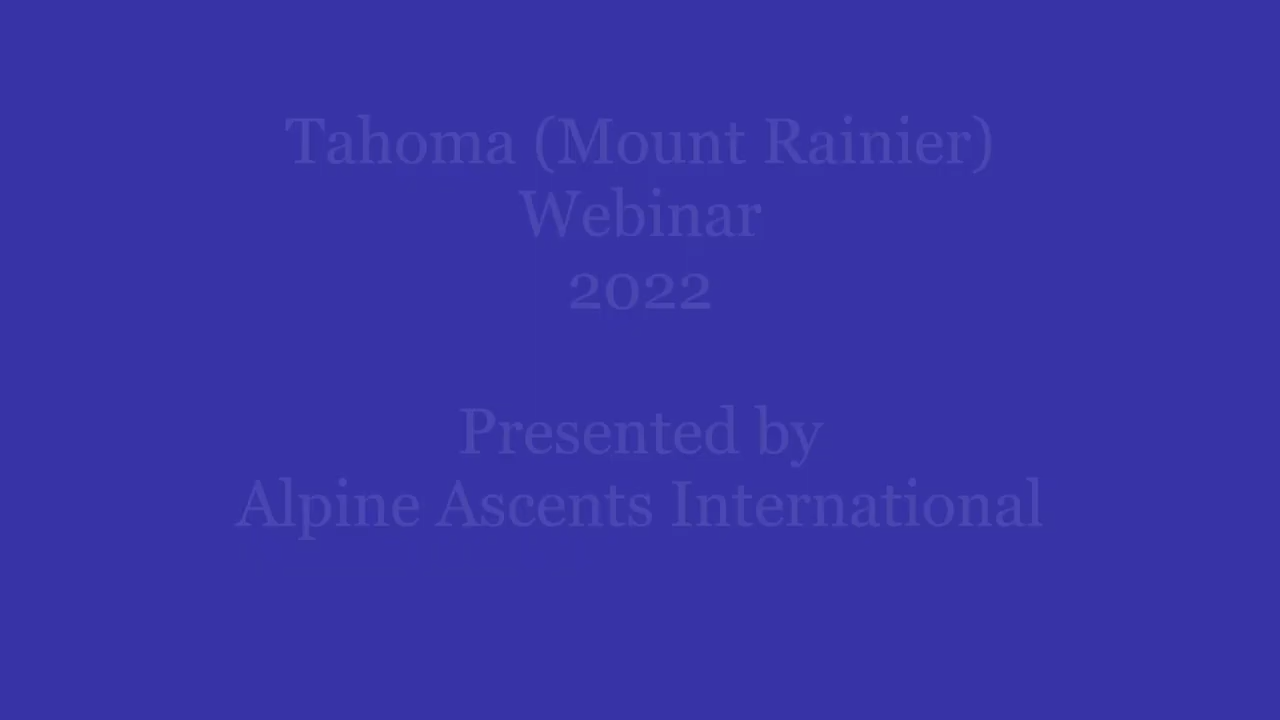 Tahoma (Mount Rainier)
Webinar
2022
Presented by
Alpine Ascents International